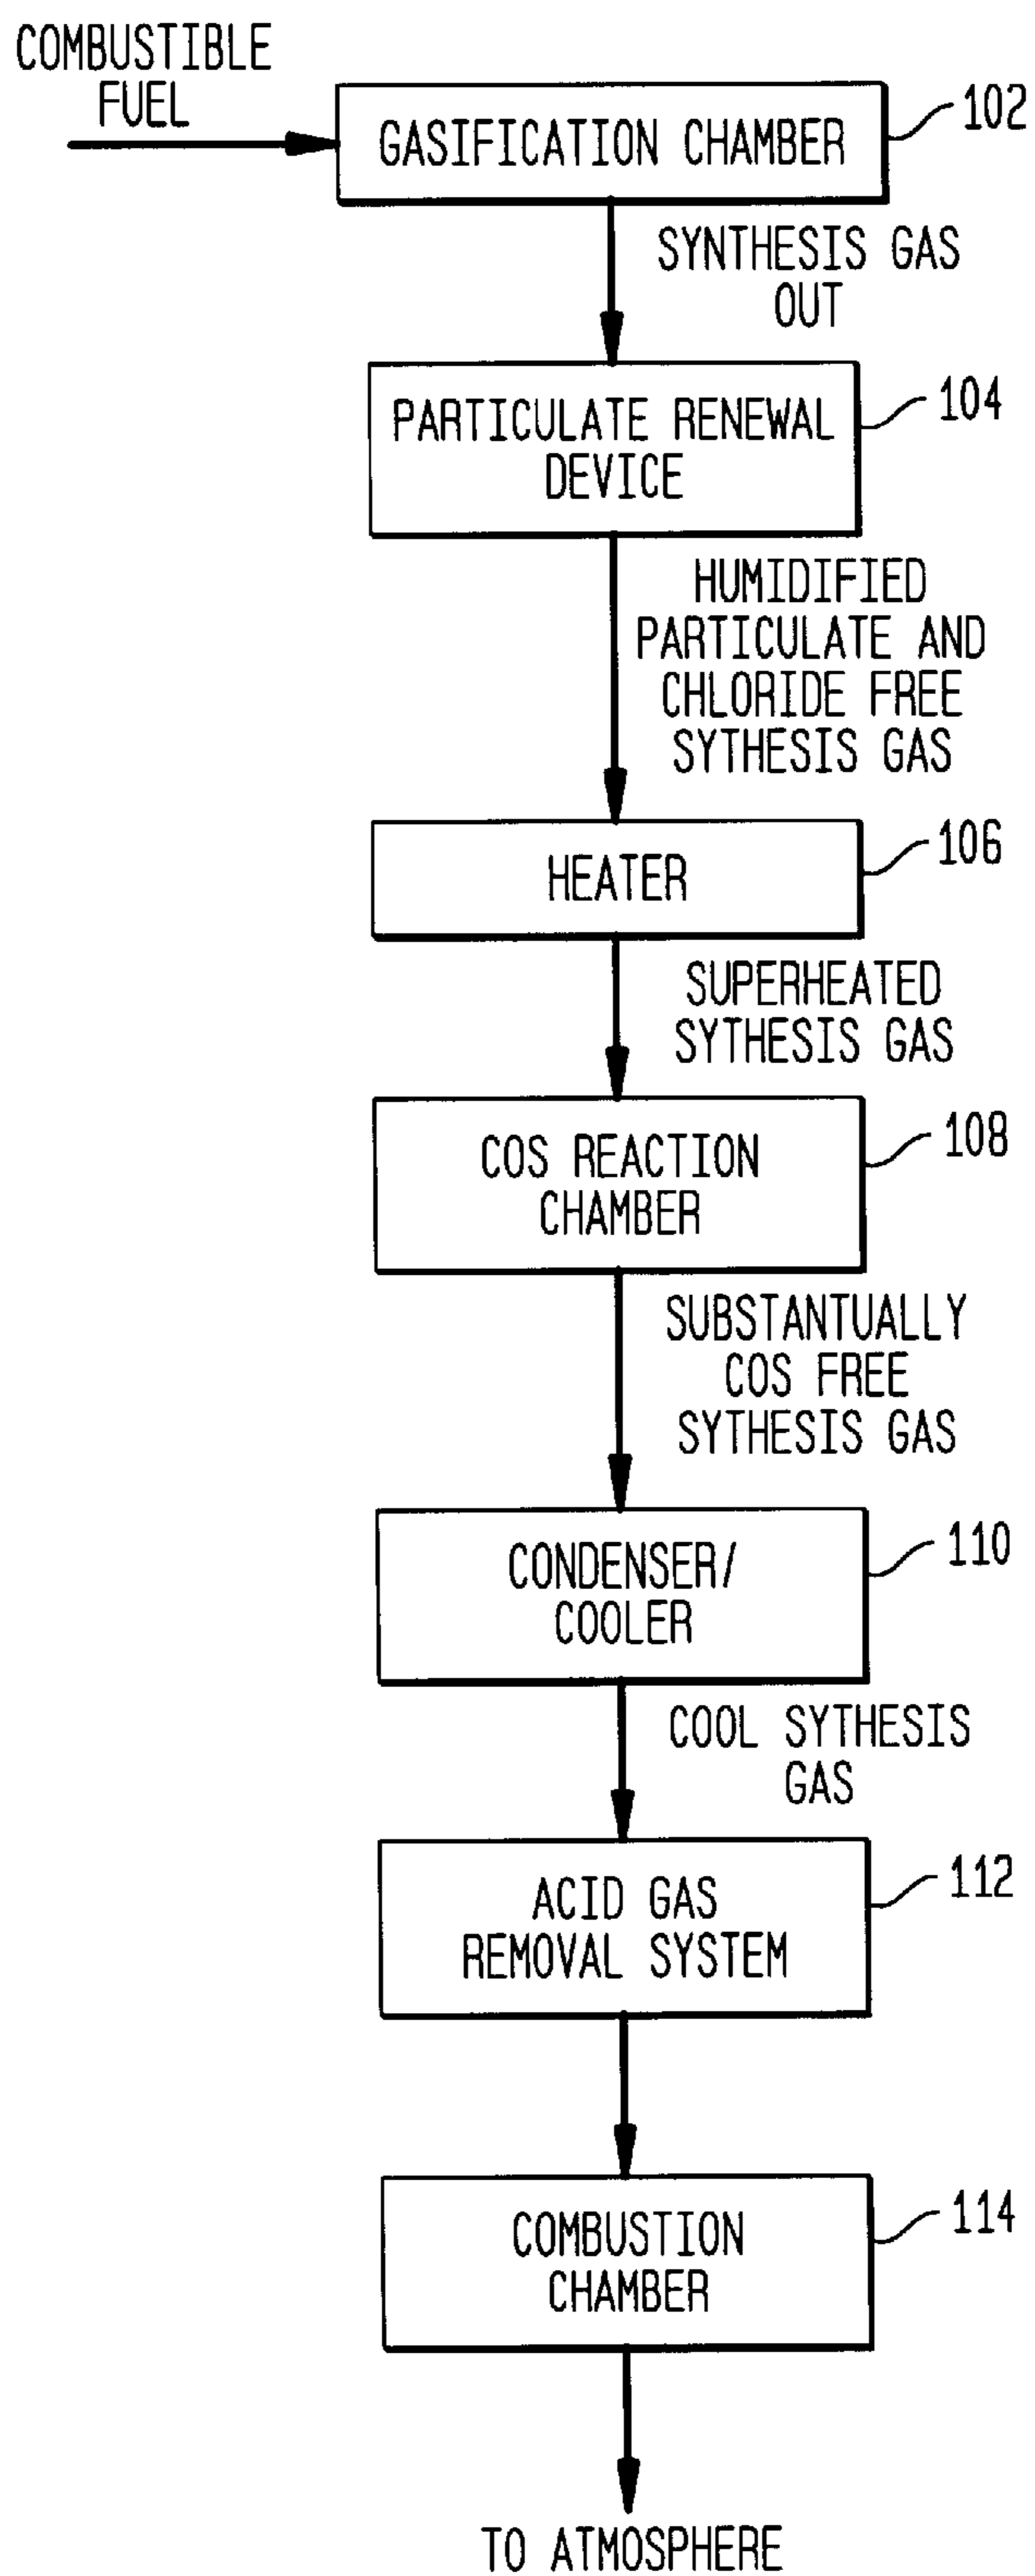 COMBUSTIBLE
FUEL
GASIFICATION CHAMBER
102
SYNTHESIS GAS
OUT
PARTICULATE RENEWAL
DEVICE
104
HUMIDIFIED
PARTICULATE AND
CHLORIDE FREE
SYTHESIS GAS
HEATER
106
SUPERHEATED
SYTHESIS GAS
COS REACTION
CHAMBER
108
SUBSTANTUALLY
COS FREE
SYTHESIS GAS
CONDENSER/
COOLER
110
COOL SYTHESIS
GAS
ACID GAS
REMOVAL SYSTEM
112
COMBUSTION
CHAMBER
114
TO ATMOSPHERE